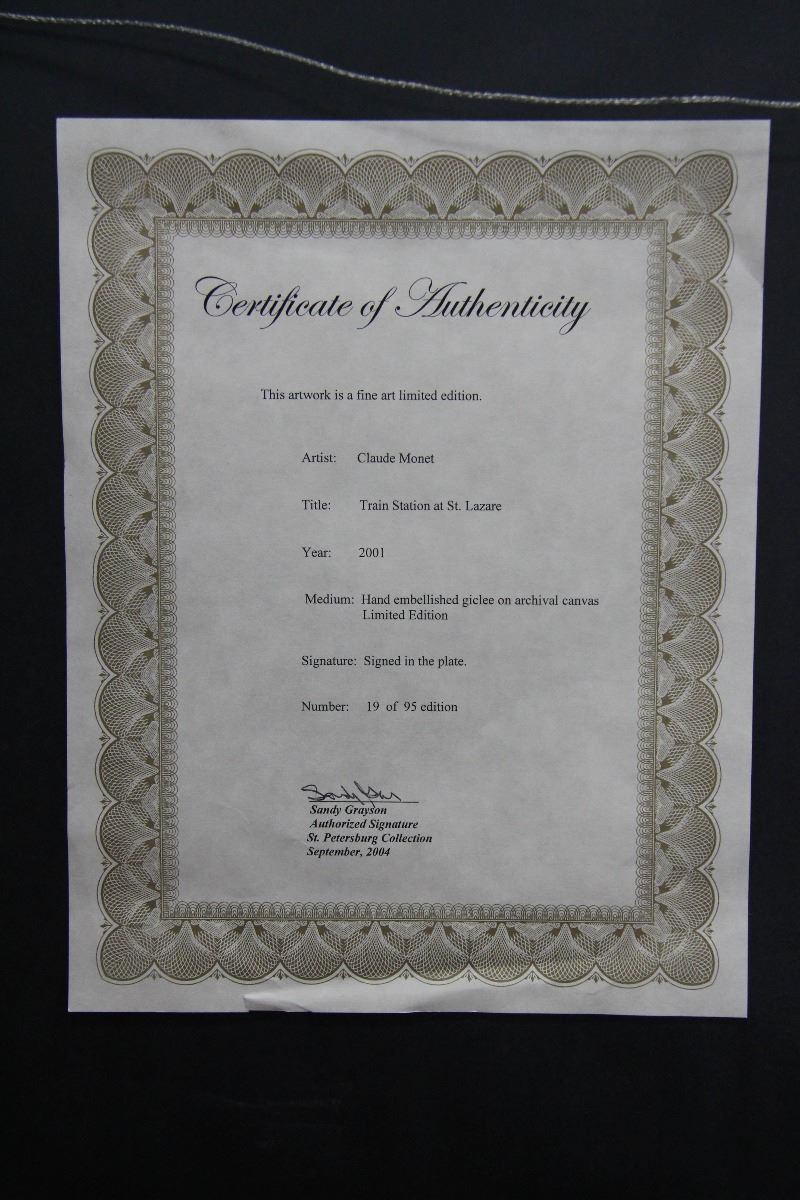 Certificate of Authenticity
This artwork is a fine art limited edition.
Artist: Claude Monet
Title: Train Station at St. Lazare
Year: 2001
Medium: Hand embellished giclee on archival canvas
Limited Edition
Signature: Signed in the plate.
Number: 19 of 95 edition
Sandy Grayson
Authorized Signature
St. Petersburg Collection
September, 2004